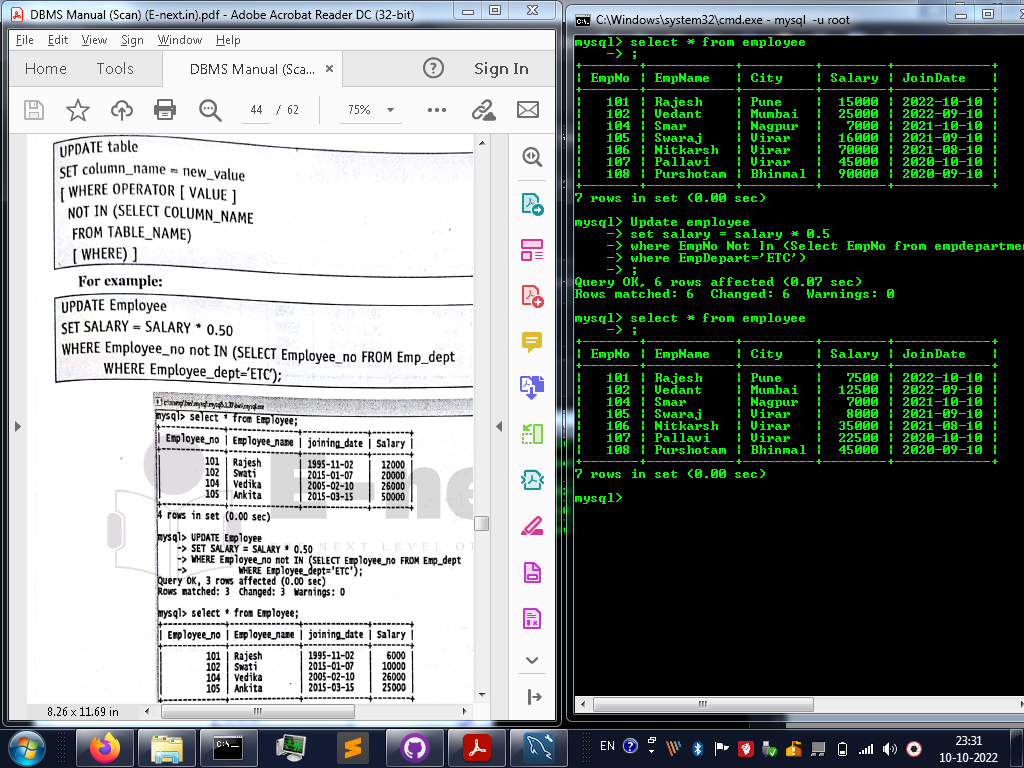 DBMS Manual (Scan) (E-next.in).pdf - Adobe Acrobat Reader DC (32-bit)
File Edit View Sign Window Help
Home Tools DBMS Manual (Sca... × ? Sign In
44 / 62 75%
UPDATE table
SET column_name = new_value
[ WHERE OPERATOR [ VALUE ]
NOT IN (SELECT COLUMN_NAME
FROM TABLE_NAME)
[ WHERE) ]
For example:
UPDATE Employee
SET SALARY = SALARY * 0.50
WHERE Employee_no not IN (SELECT Employee_no FROM Emp_dept
WHERE Employee_dept='ETC');
mysql> select * from Employee;
| Employee_no | Employee_name | joining_date | Salary |
| 101 | Rajesh | 1995-11-02 | 12000 |
| 102 | Swati | 2015-01-07 | 20000 |
| 104 | Vedika | 2005-02-10 | 26000 |
| 105 | Ankita | 2015-03-15 | 50000 |
4 rows in set (0.00 sec)
mysql> UPDATE Employee
-> SET SALARY = SALARY * 0.50
-> WHERE Employee_no not IN (SELECT Employee_no FROM Emp_dept
-> WHERE Employee_dept='ETC');
Query OK, 3 rows affected (0.00 sec)
Rows matched: 3 Changed: 3 Warnings: 0
mysql> select * from Employee;
| Employee_no | Employee_name | joining_date | Salary |
| 101 | Rajesh | 1995-11-02 | 6000 |
| 102 | Swati | 2015-01-07 | 10000 |
| 104 | Vedika | 2005-02-10 | 26000 |
| 105 | Ankita | 2015-03-15 | 25000 |
E-ne
THE NEXT LEVEL OF
8.26 x 11.69 in
C:\Windows\system32\cmd.exe - mysql -u root
mysql> select * from employee
-> ;
| EmpNo | EmpName | City | Salary | JoinDate |
| 101 | Rajesh | Pune | 15000 | 2022-10-10 |
| 102 | Vedant | Mumbai | 25000 | 2022-09-10 |
| 104 | Smar | Nagpur | 7000 | 2021-10-10 |
| 105 | Swaraj | Virar | 16000 | 2021-09-10 |
| 106 | Nitkarsh | Virar | 70000 | 2021-08-10 |
| 107 | Pallavi | Virar | 45000 | 2020-10-10 |
| 108 | Purshotam | Bhinmal | 90000 | 2020-09-10 |
7 rows in set (0.00 sec)
mysql> Update employee
-> set salary = salary * 0.5
-> where EmpNo Not In (Select EmpNo from empdepartme
-> where EmpDepart='ETC')
-> ;
Query OK, 6 rows affected (0.07 sec)
Rows matched: 6 Changed: 6 Warnings: 0
mysql> select * from employee
-> ;
| EmpNo | EmpName | City | Salary | JoinDate |
| 101 | Rajesh | Pune | 7500 | 2022-10-10 |
| 102 | Vedant | Mumbai | 12500 | 2022-09-10 |
| 104 | Smar | Nagpur | 7000 | 2021-10-10 |
| 105 | Swaraj | Virar | 8000 | 2021-09-10 |
| 106 | Nitkarsh | Virar | 35000 | 2021-08-10 |
| 107 | Pallavi | Virar | 22500 | 2020-10-10 |
| 108 | Purshotam | Bhinmal | 45000 | 2020-09-10 |
7 rows in set (0.00 sec)
mysql>
EN
23:31
10-10-2022